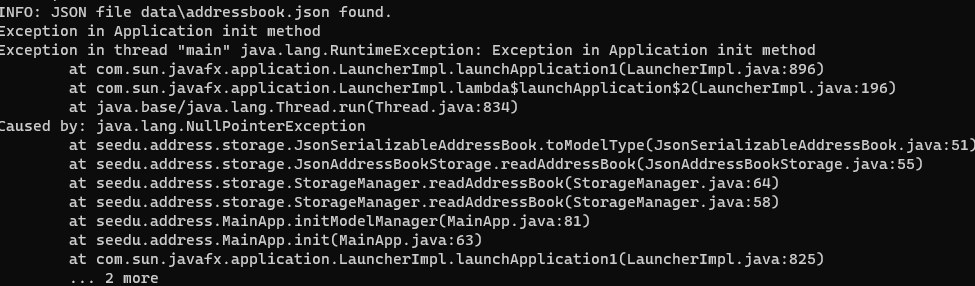 INFO: JSON file data\addressbook.json found.
Exception in Application init method
Exception in thread "main" java.lang.RuntimeException: Exception in Application init method
at com.sun.javafx.application.LauncherImpl.launchApplication1(LauncherImpl.java:896)
at com.sun.javafx.application.LauncherImpl.lambda$launchApplication$2(LauncherImpl.java:196)
at java.base/java.lang.Thread.run(Thread.java:834)
Caused by: java.lang.NullPointerException
at seedu.address.storage.JsonSerializableAddressBook.toModelType(JsonSerializableAddressBook.java:51)
at seedu.address.storage.JsonAddressBookStorage.readAddressBook(JsonAddressBookStorage.java:55)
at seedu.address.storage.StorageManager.readAddressBook(StorageManager.java:64)
at seedu.address.storage.StorageManager.readAddressBook(StorageManager.java:58)
at seedu.address.MainApp.initModelManager(MainApp.java:81)
at seedu.address.MainApp.init(MainApp.java:63)
at com.sun.javafx.application.LauncherImpl.launchApplication1(LauncherImpl.java:825)
... 2 more